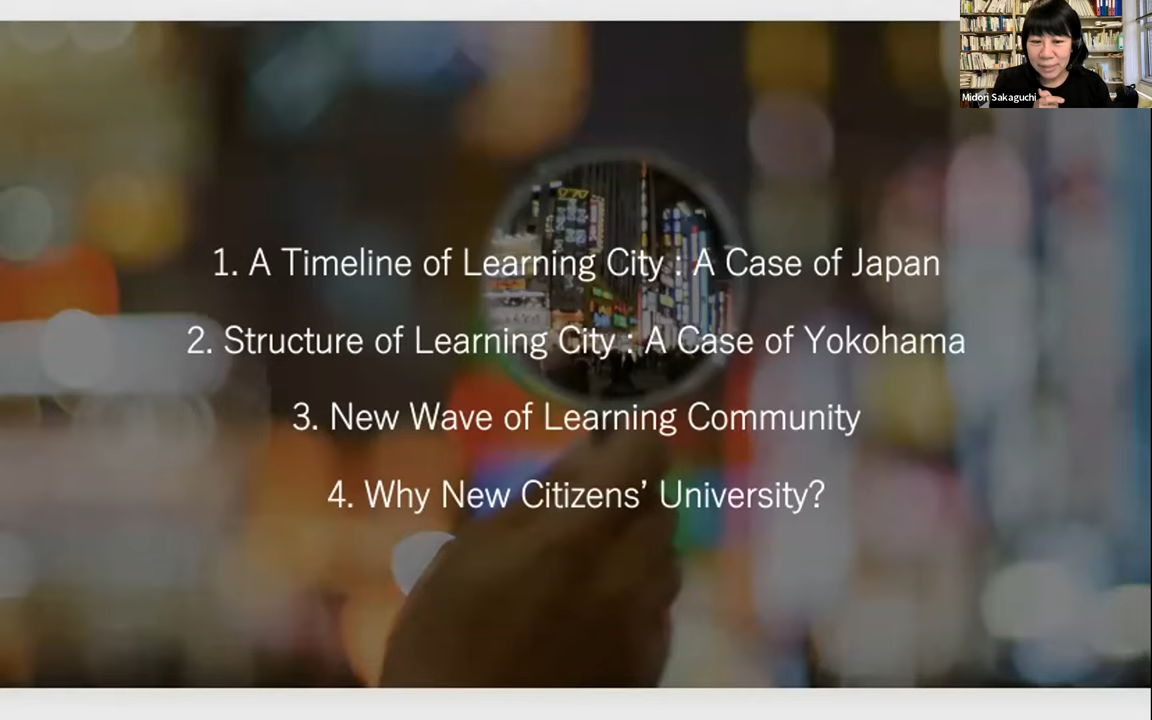 Midori Sakaguchi
1. A Timeline of Learning City : A Case of Japan
2. Structure of Learning City : A Case of Yokohama
3. New Wave of Learning Community
4. Why New Citizens’ University?